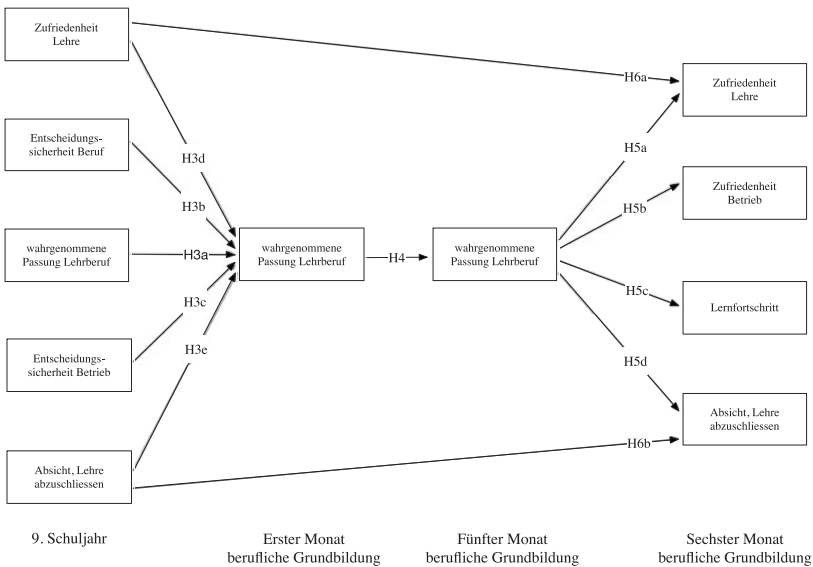 Zufriedenheit
Lehre
H6a
Zufriedenheit
Lehre
Entscheidungs-
sicherheit Beruf
H3d
H5a
Zufriedenheit
Betrieb
H3b
H5b
wahrgenommene
Passung Lehrberuf
H3a
wahrgenommene
Passung Lehrberuf
H4
wahrgenommene
Passung Lehrberuf
H3c
H5c
Lernfortschritt
Entscheidungs-
sicherheit Betrieb
H3e
H5d
Absicht, Lehre
abzuschliessen
H6b
Absicht, Lehre
abzuschliessen
9. Schuljahr
Erster Monat
berufliche Grundbildung
Fünfter Monat
berufliche Grundbildung
Sechster Monat
berufliche Grundbildung